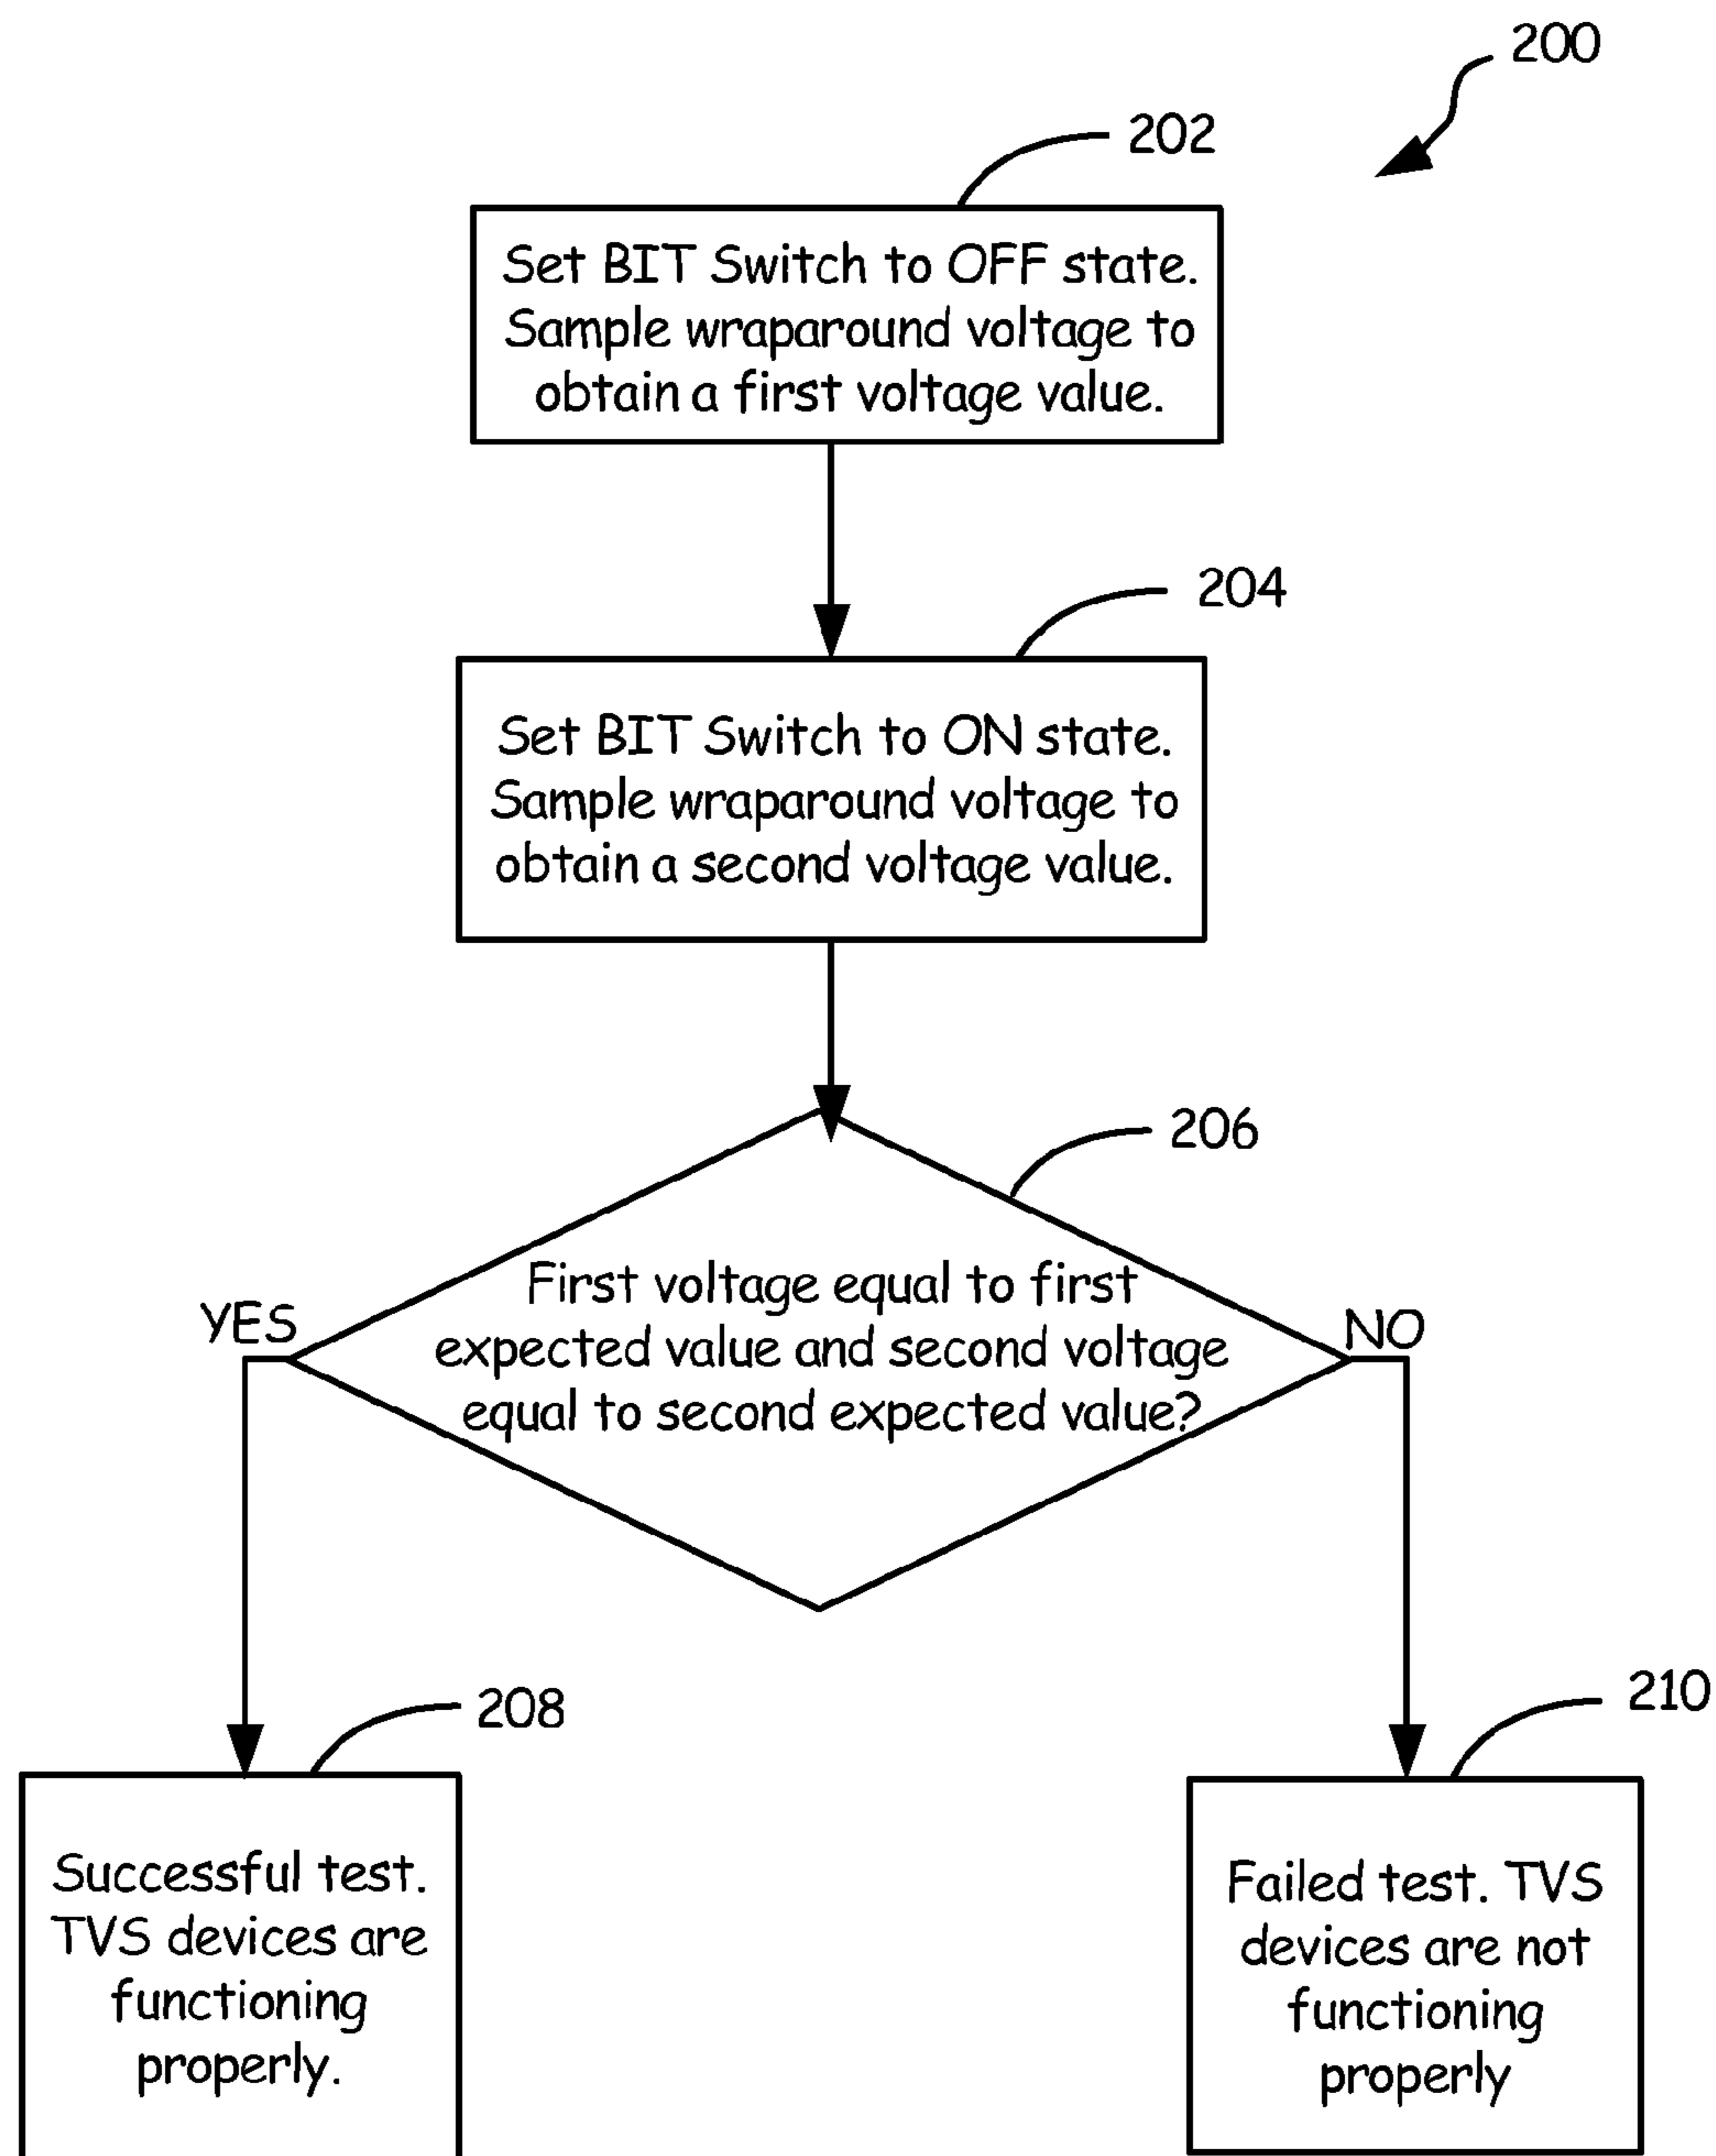 200
202
Set BIT Switch to OFF state.
Sample wraparound voltage to
obtain a first voltage value.
204
Set BIT Switch to ON state.
Sample wraparound voltage to
obtain a second voltage value.
206
First voltage equal to first
expected value and second voltage
equal to second expected value?
YES
NO
208
Successful test.
TVS devices are
functioning
properly.
210
Failed test. TVS
devices are not
functioning
properly